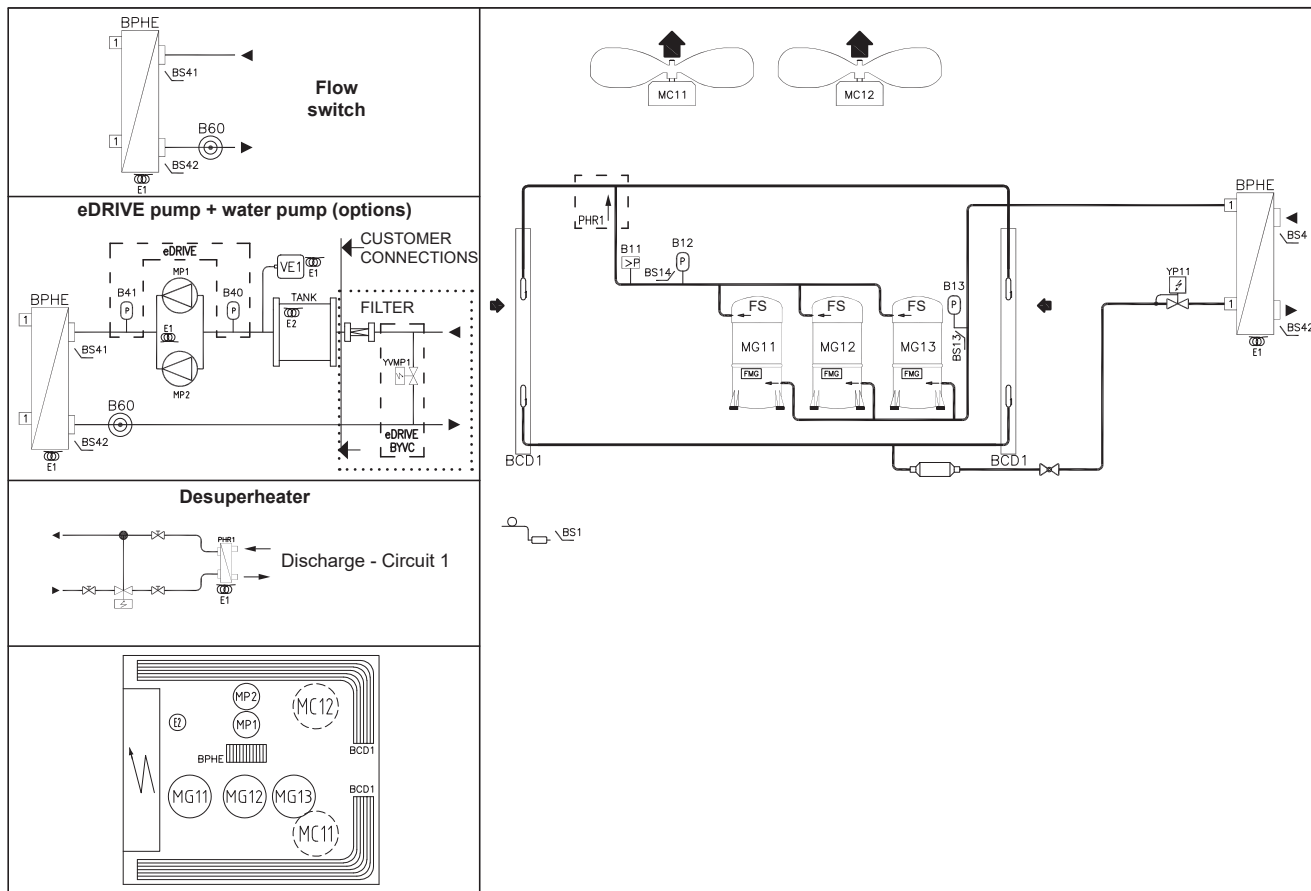 BPHE
1
BS41
Flow
switch
1
B60
BS42
E1
eDRIVE pump + water pump (options)
eDRIVE
CUSTOMER
CONNECTIONS
MP1
VE1
E1
BPHE
B41
P
B40
P
TANK
E2
FILTER
1
E1
BS41
YVMP1
MP2
B60
1
BS42
eDRIVE
BYVC
E1
Desuperheater
PHR1
Discharge - Circuit 1
E1
MP2
MC12
E2
MP1
BPHE
BCD1
MG11
MG12
MG13
BCD1
MC11
MC11
MC12
PHR1
BPHE
1
BS4
B11
B12
>P
P
BS14
YP11
B13
P
FS
FS
FS
1
MG11
MG12
MG13
BS13
BS42
E1
FMG
FMG
FMG
BCD1
BCD1
BS1